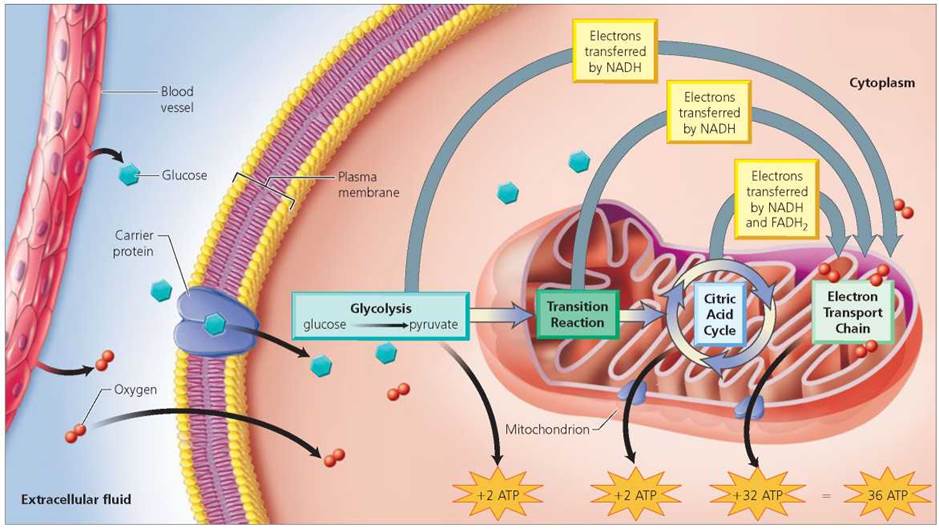 Electrons
transferred
by NADH
Cytoplasm
Blood
vessel
Electrons
transferred
by NADH
Glucose
Plasma
membrane
Electrons
transferred
by NADH
and FADH₂
Carrier
protein
Glycolysis
glucose pyruvate
Transition
Reaction
Citric
Acid
Cycle
Electron
Transport
Chain
Oxygen
Mitochondrion
Extracellular fluid
+2 ATP +2 ATP +32 ATP = 36 ATP